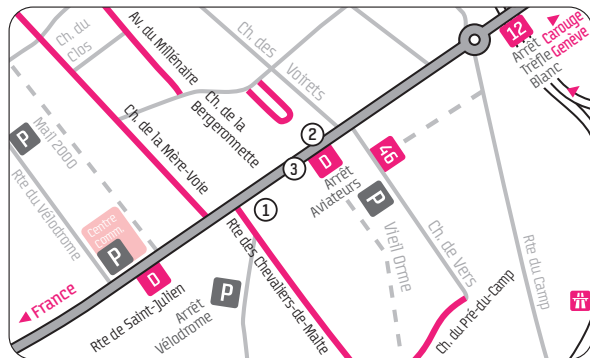 Ch. du
Clos
Av. du Millénaire
Ch. des
Voirets
12
Arrêt
Trèfle
Blanc
Carouge
Genève
P
Mail 2000
Rte du Vélodrome
Ch. de la Mère-Voie
Ch. de la
Bergeronnette
2
3
D
Arrêt
Aviateurs
46
P
1
Centre
Comm.
P
D
France
Rte de Saint-Julien
Arrêt
Vélodrome
P
Rte des Chevaliers-de-Malte
Vieil Orme
Ch. de Vers
Ch. du Pré-du-Camp
Rte du Camp